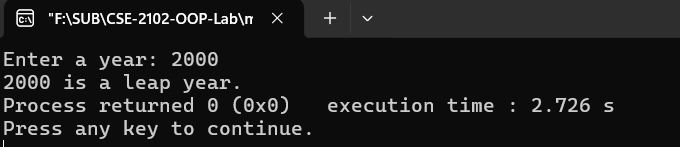 "F:\SUB\CSE-2102-OOP-Lab\m
Enter a year: 2000
2000 is a leap year.
Process returned 0 (0x0)   execution time : 2.726 s
Press any key to continue.